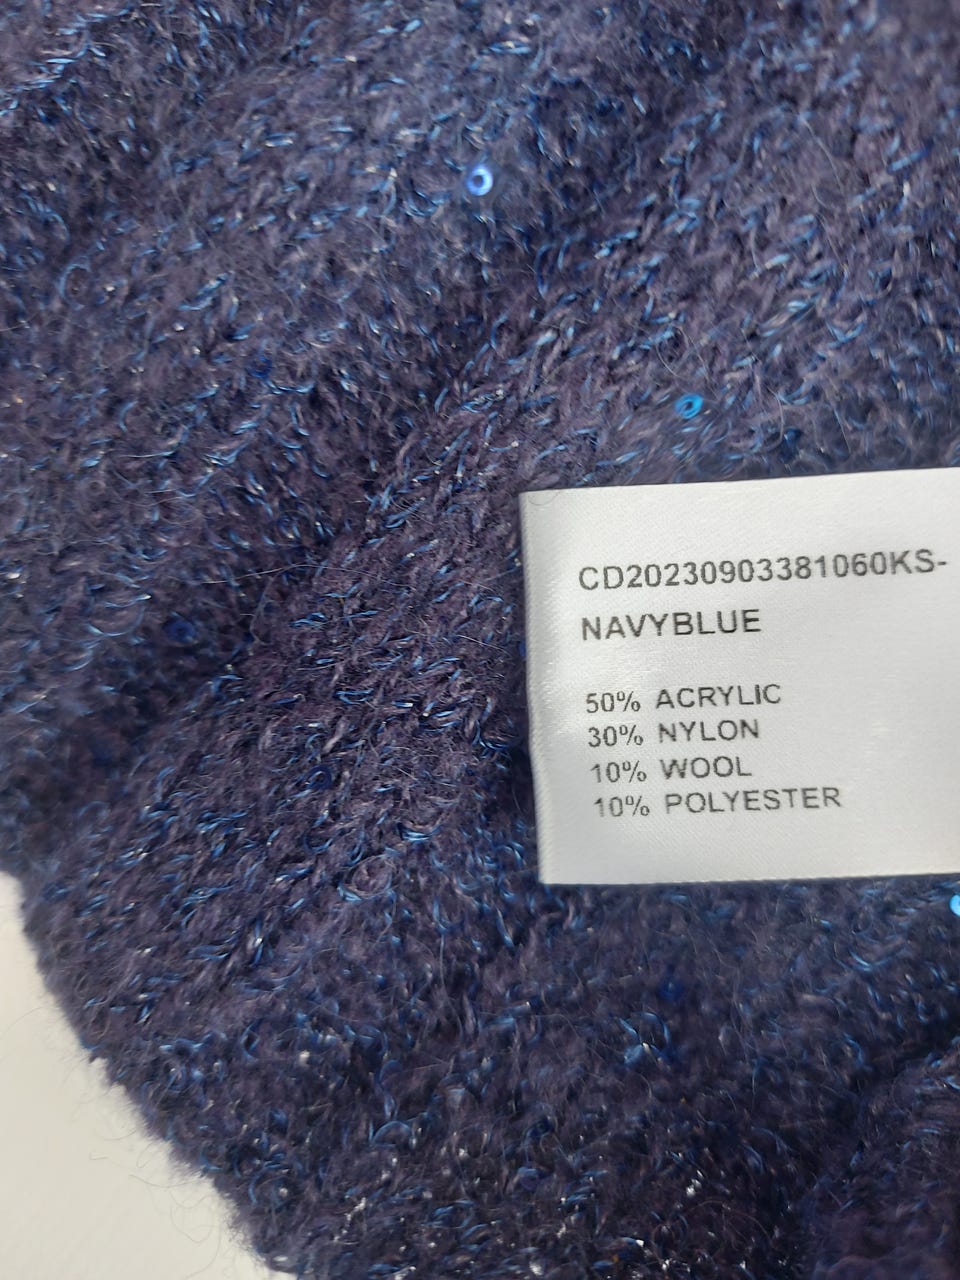 CD20230903381060KS-
NAVYBLUE
50% ACRYLIC
30% NYLON
10% WOOL
10% POLYESTER